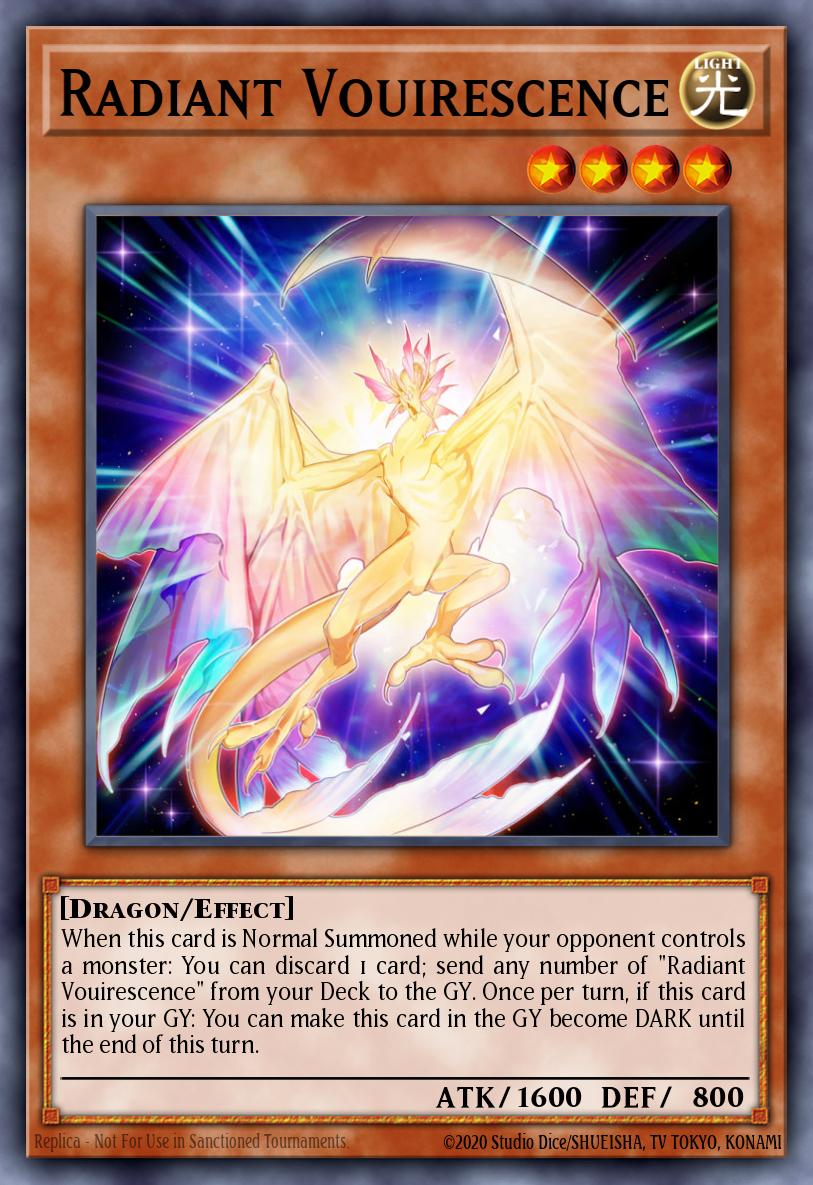 Radiant Vouirescence
LIGHT
光
[Dragon/Effect]
When this card is Normal Summoned while your opponent controls
a monster: You can discard 1 card; send any number of "Radiant
Vouirescence" from your Deck to the GY. Once per turn, if this card
is in your GY: You can make this card in the GY become DARK until
the end of this turn.
ATK/1600 DEF/ 800
Replica - Not For Use in Sanctioned Tournaments.
©2020 Studio Dice/SHUEISHA, TV TOKYO, KONAMI